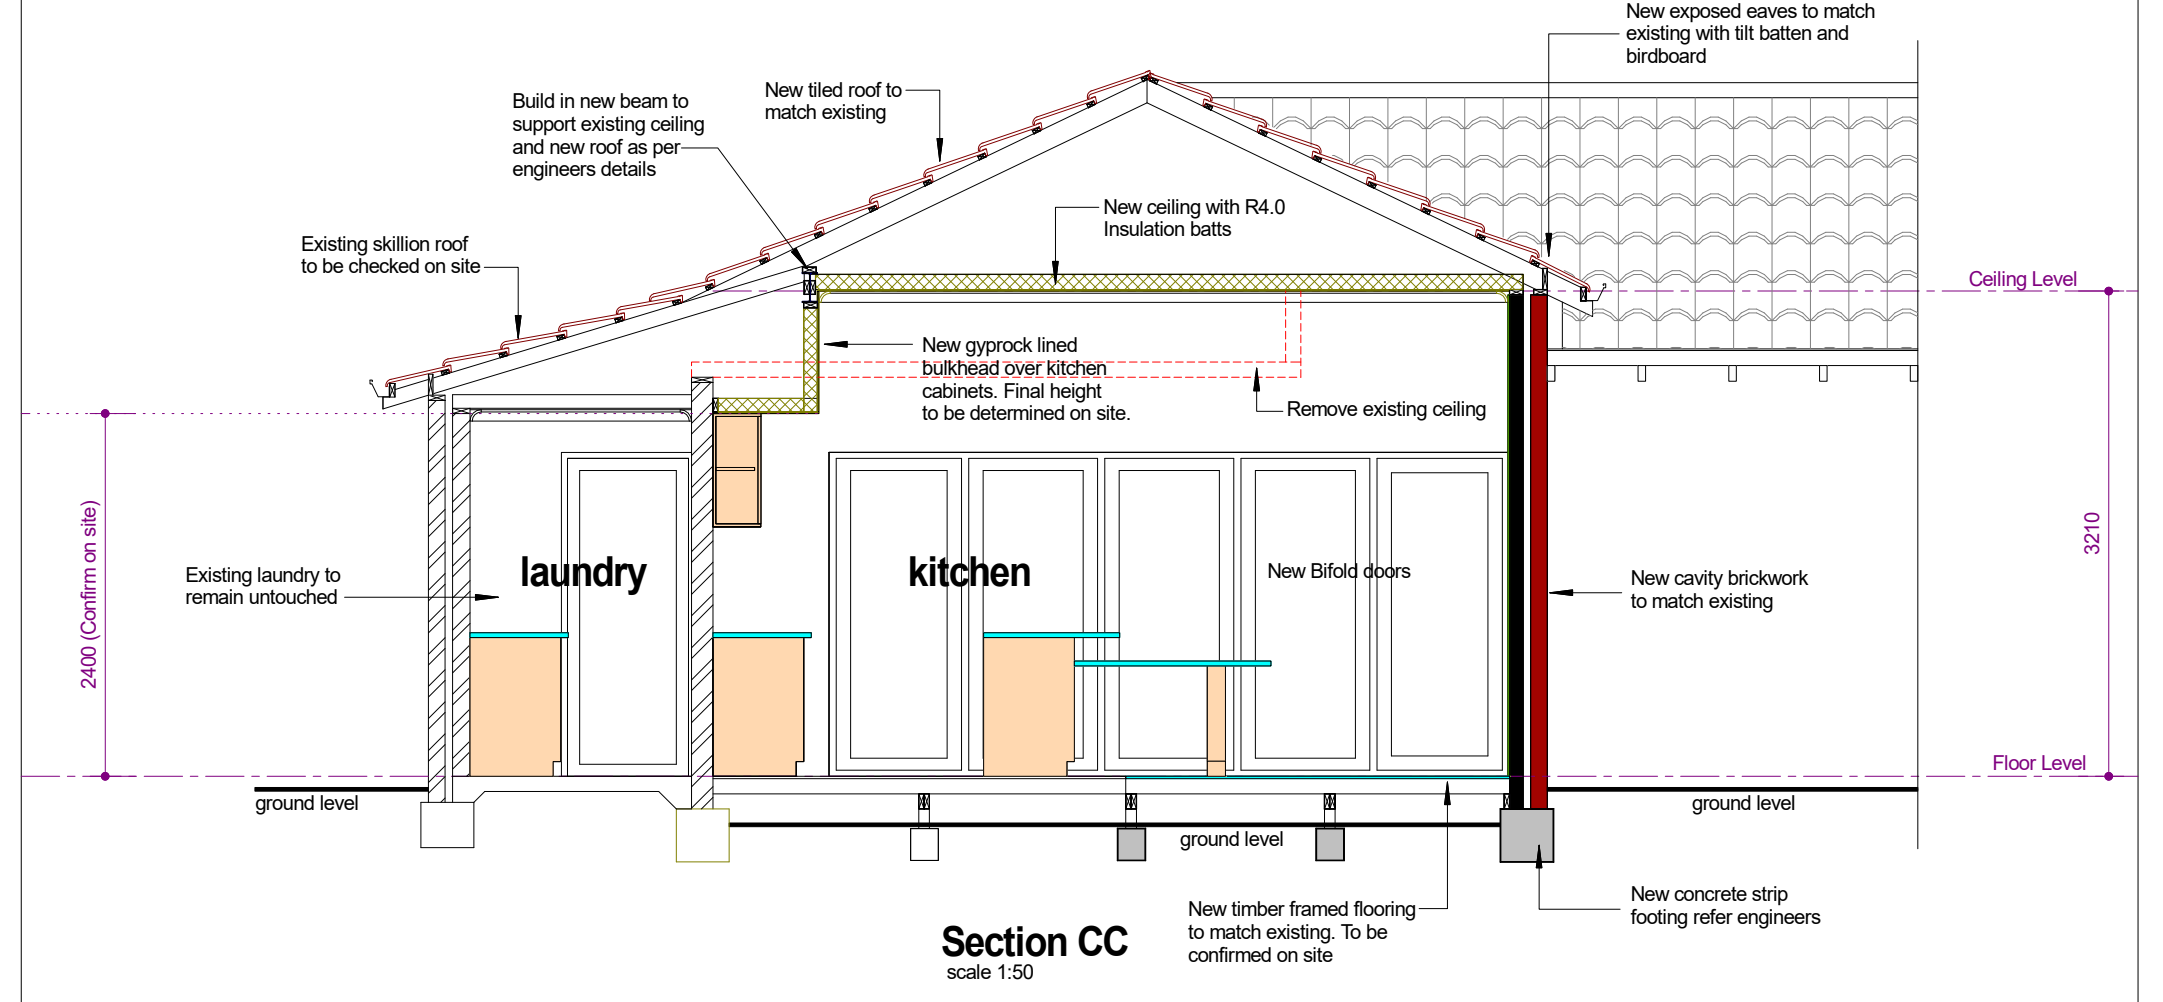 New exposed eaves to match
existing with tilt batten and
birdboard
New tiled roof to
match existing
Build in new beam to
support existing ceiling
and new roof as per
engineers details
New ceiling with R4.0
Insulation batts
Existing skillion roof
to be checked on site
Ceiling Level
New gyprock lined
bulkhead over kitchen
cabinets. Final height
to be determined on site.
Remove existing ceiling
2400 (Confirm on site)
3210
Existing laundry to
remain untouched
laundry
kitchen
New Bifold doors
New cavity brickwork
to match existing
Floor Level
ground level
ground level
ground level
New timber framed flooring
to match existing. To be
confirmed on site
New concrete strip
footing refer engineers
Section CC
scale 1:50